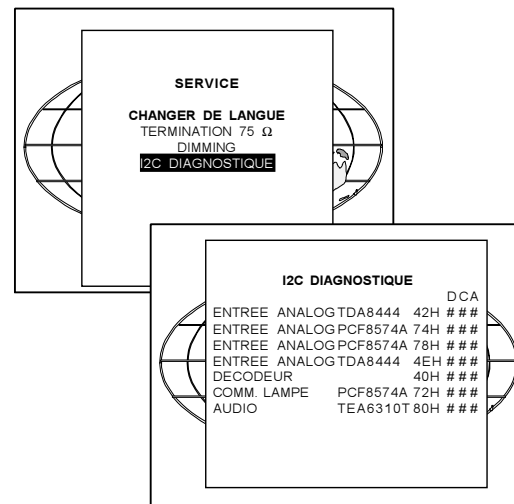 SERVICE
CHANGER DE LANGUE
TERMINATION 75 Ω
DIMMING
I2C DIAGNOSTIQUE
I2C DIAGNOSTIQUE
DCA
ENTREE ANALOG TDA8444 42H # # #
ENTREE ANALOG PCF8574A 74H # # #
ENTREE ANALOG PCF8574A 78H # # #
ENTREE ANALOG TDA8444 4EH # # #
DECODEUR 40H # # #
COMM. LAMPE PCF8574A 72H # # #
AUDIO TEA6310T 80H # # #